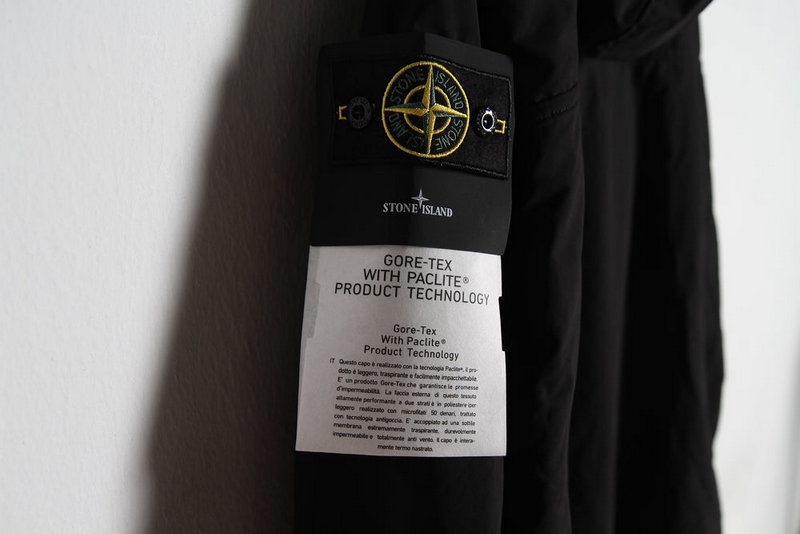 STONE ISLAND
ISLAND STONE
STONE ISLAND
GORE-TEX
WITH PACLITE®
PRODUCT TECHNOLOGY
Gore-Tex
With Paclite®
Product Technology
IT Questo capo è realizzato con la tecnologia Paclite®, il pro-
dotto è leggero, traspirante e facilmente impacchettabile.
E' un prodotto Gore-Tex che garantisce le promesse
d'impermeabilità. La faccia esterna di questo tessuto
altamente performante a due strati è in poliestere iper
leggero realizzato con microfilati 50 denari, trattato
con tecnologia antigoccia. E' accoppiato ad una sottile
membrana estremamente traspirante, durevolmente
impermeabile e totalmente anti vento. Il capo è intera-
mente termo nastrato.